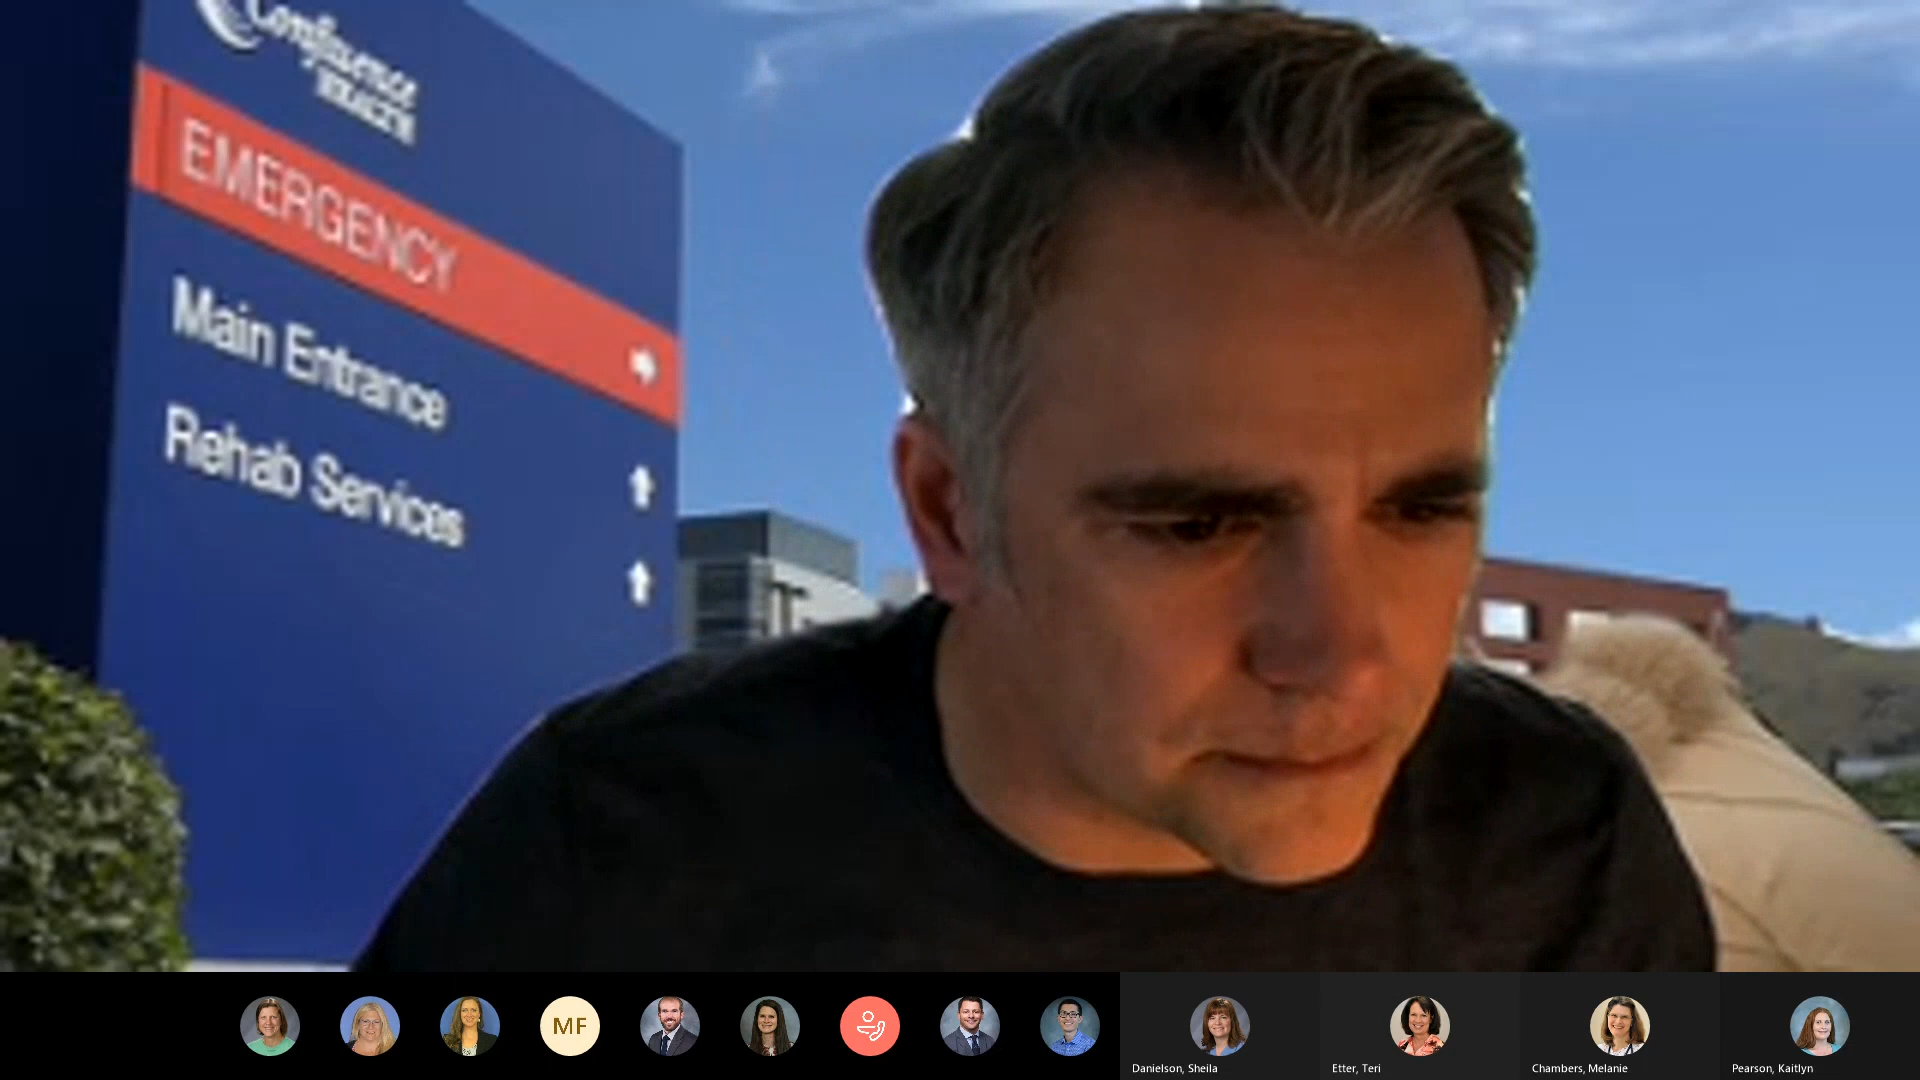 Confluence
HEALTH
EMERGENCY
Main Entrance
Rehab Services
MF
Danielson, Sheila
Etter, Teri
Chambers, Melanie
Pearson, Kaitlyn